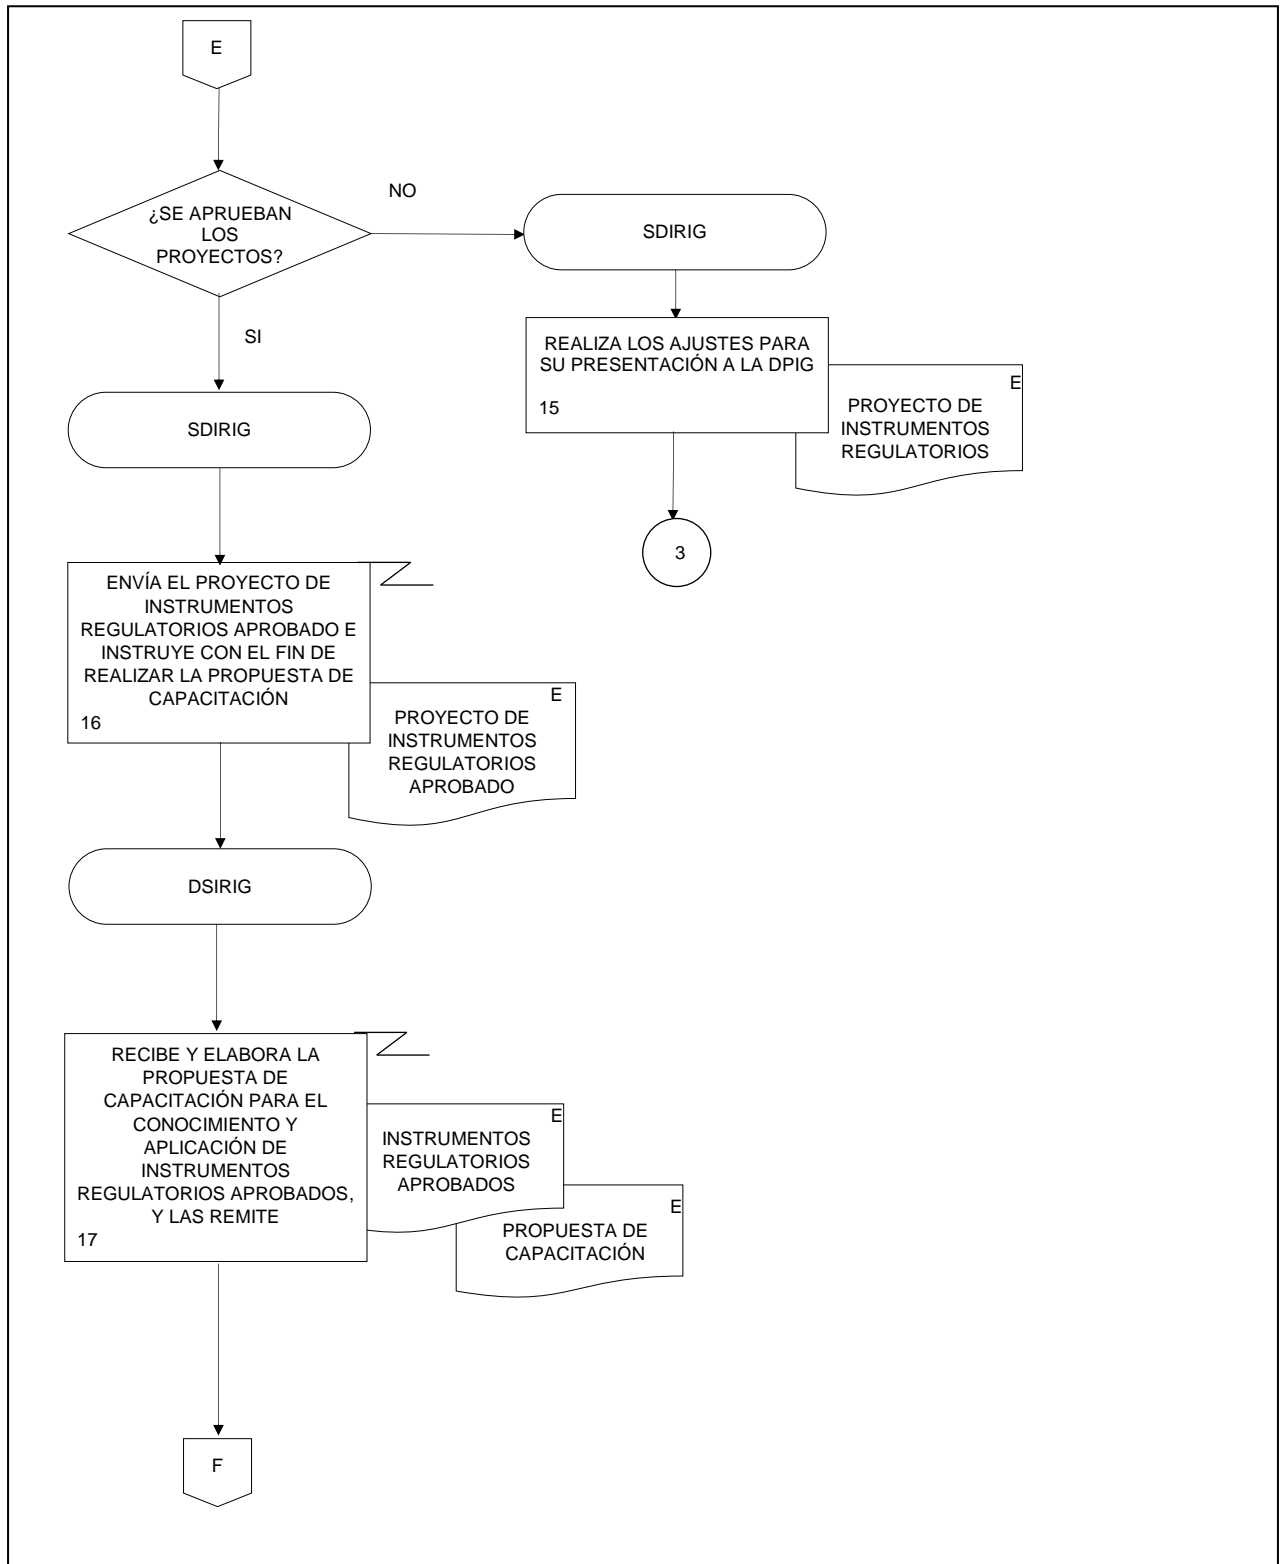 E
¿SE APRUEBAN
LOS
PROYECTOS?
NO
SDIRIG
SI
REALIZA LOS AJUSTES PARA
SU PRESENTACIÓN A LA DPIG
15
E
PROYECTO DE
INSTRUMENTOS
REGULATORIOS
3
SDIRIG
ENVÍA EL PROYECTO DE
INSTRUMENTOS
REGULATORIOS APROBADO E
INSTRUYE CON EL FIN DE
REALIZAR LA PROPUESTA DE
CAPACITACIÓN
16
E
PROYECTO DE
INSTRUMENTOS
REGULATORIOS
APROBADO
DSIRIG
RECIBE Y ELABORA LA
PROPUESTA DE
CAPACITACIÓN PARA EL
CONOCIMIENTO Y
APLICACIÓN DE
INSTRUMENTOS
REGULATORIOS APROBADOS,
Y LAS REMITE
17
E
INSTRUMENTOS
REGULATORIOS
APROBADOS
E
PROPUESTA DE
CAPACITACIÓN
F